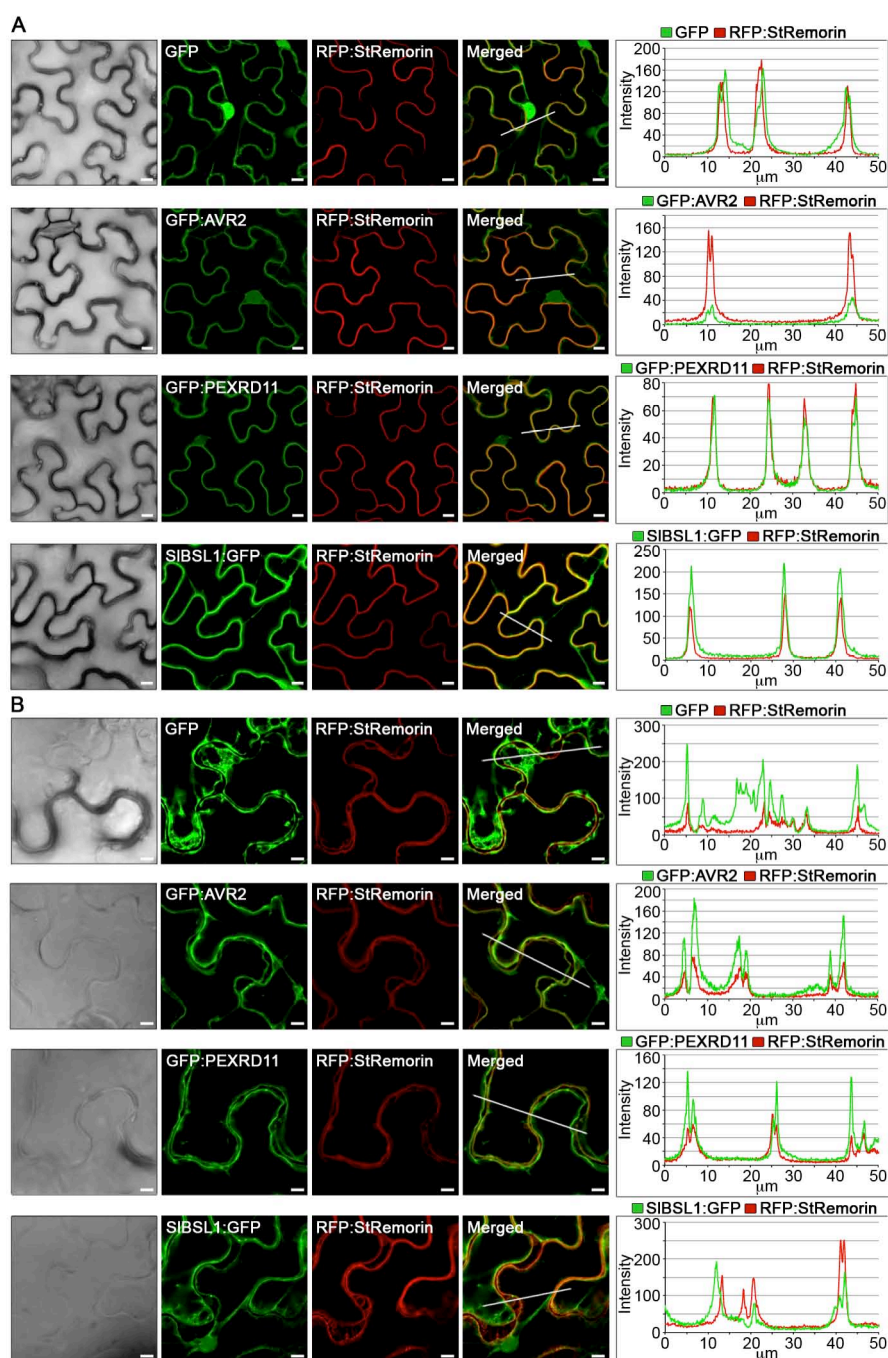 A
GFP RFP:StRemorin
GFP RFP:StRemorin Merged
Intensity
200
160
120
80
40
0
0 10 20 30 40 50
μm
GFP:AVR2 RFP:StRemorin
GFP:AVR2 RFP:StRemorin Merged
Intensity
160
120
80
40
0
0 10 20 30 40 50
μm
GFP:PEXRD11 RFP:StRemorin
GFP:PEXRD11 RFP:StRemorin Merged
Intensity
80
60
40
20
0
0 10 20 30 40 50
μm
SlBSL1:GFP RFP:StRemorin
SlBSL1:GFP RFP:StRemorin Merged
Intensity
250
200
150
100
50
0
0 10 20 30 40 50
μm
B
GFP RFP:StRemorin
GFP RFP:StRemorin Merged
Intensity
300
200
100
0
0 10 20 30 40 50
μm
GFP:AVR2 RFP:StRemorin
GFP:AVR2 RFP:StRemorin Merged
Intensity
200
160
120
80
40
0
0 10 20 30 40 50
μm
GFP:PEXRD11 RFP:StRemorin
GFP:PEXRD11 RFP:StRemorin Merged
Intensity
160
120
80
40
0
0 10 20 30 40 50
μm
SlBSL1:GFP RFP:StRemorin
SlBSL1:GFP RFP:StRemorin Merged
Intensity
300
200
100
0
0 10 20 30 40 50
μm